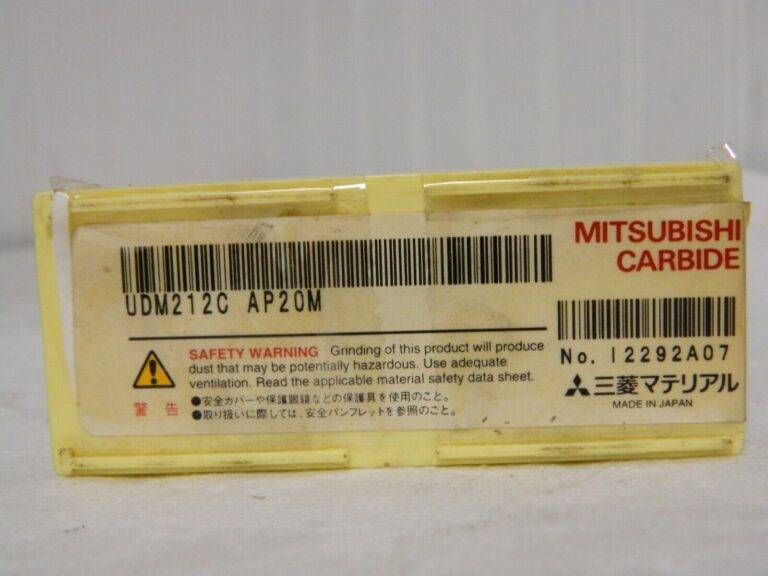 UDM212C AP20M
SAFETY WARNING Grinding of this product will produce
dust that may be potentially hazardous. Use adequate
ventilation. Read the applicable material safety data sheet.
警告
●安全カバーや保護眼鏡などの保護具を使用のこと。
●取り扱いに際しては、安全パンフレットを参照のこと。
MITSUBISHI
CARBIDE
No. I2292A07
三菱マテリアル
MADE IN JAPAN